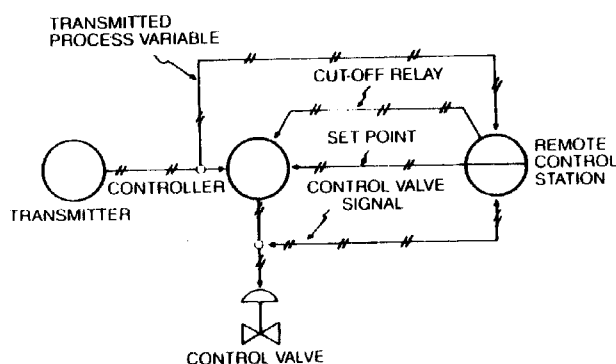 TRANSMITTED
PROCESS VARIABLE
CUT-OFF RELAY
SET POINT
REMOTE
CONTROL
STATION
CONTROLLER
CONTROL VALVE
SIGNAL
TRANSMITTER
CONTROL VALVE